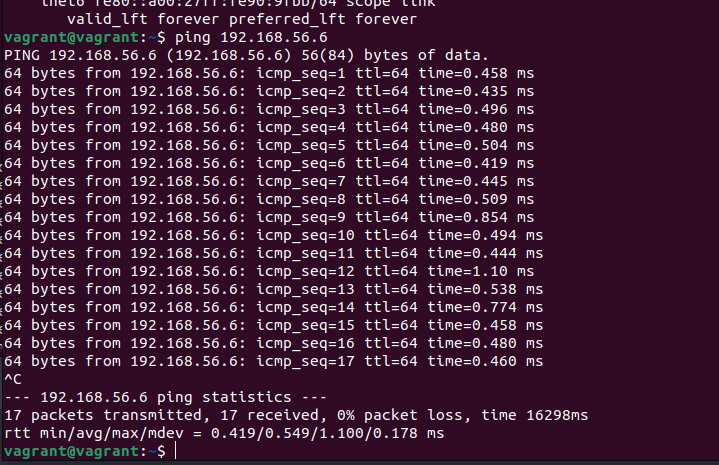 inet6 fe80::a00:27ff:fe90:9fbb/64 scope link
valid_lft forever preferred_lft forever
vagrant@vagrant:~$ ping 192.168.56.6
PING 192.168.56.6 (192.168.56.6) 56(84) bytes of data.
64 bytes from 192.168.56.6: icmp_seq=1 ttl=64 time=0.458 ms
64 bytes from 192.168.56.6: icmp_seq=2 ttl=64 time=0.435 ms
64 bytes from 192.168.56.6: icmp_seq=3 ttl=64 time=0.496 ms
64 bytes from 192.168.56.6: icmp_seq=4 ttl=64 time=0.480 ms
64 bytes from 192.168.56.6: icmp_seq=5 ttl=64 time=0.504 ms
64 bytes from 192.168.56.6: icmp_seq=6 ttl=64 time=0.419 ms
64 bytes from 192.168.56.6: icmp_seq=7 ttl=64 time=0.445 ms
64 bytes from 192.168.56.6: icmp_seq=8 ttl=64 time=0.509 ms
64 bytes from 192.168.56.6: icmp_seq=9 ttl=64 time=0.854 ms
64 bytes from 192.168.56.6: icmp_seq=10 ttl=64 time=0.494 ms
64 bytes from 192.168.56.6: icmp_seq=11 ttl=64 time=0.444 ms
64 bytes from 192.168.56.6: icmp_seq=12 ttl=64 time=1.10 ms
64 bytes from 192.168.56.6: icmp_seq=13 ttl=64 time=0.538 ms
64 bytes from 192.168.56.6: icmp_seq=14 ttl=64 time=0.774 ms
64 bytes from 192.168.56.6: icmp_seq=15 ttl=64 time=0.458 ms
64 bytes from 192.168.56.6: icmp_seq=16 ttl=64 time=0.480 ms
64 bytes from 192.168.56.6: icmp_seq=17 ttl=64 time=0.460 ms
^C
--- 192.168.56.6 ping statistics ---
17 packets transmitted, 17 received, 0% packet loss, time 16298ms
rtt min/avg/max/mdev = 0.419/0.549/1.100/0.178 ms
vagrant@vagrant:~$